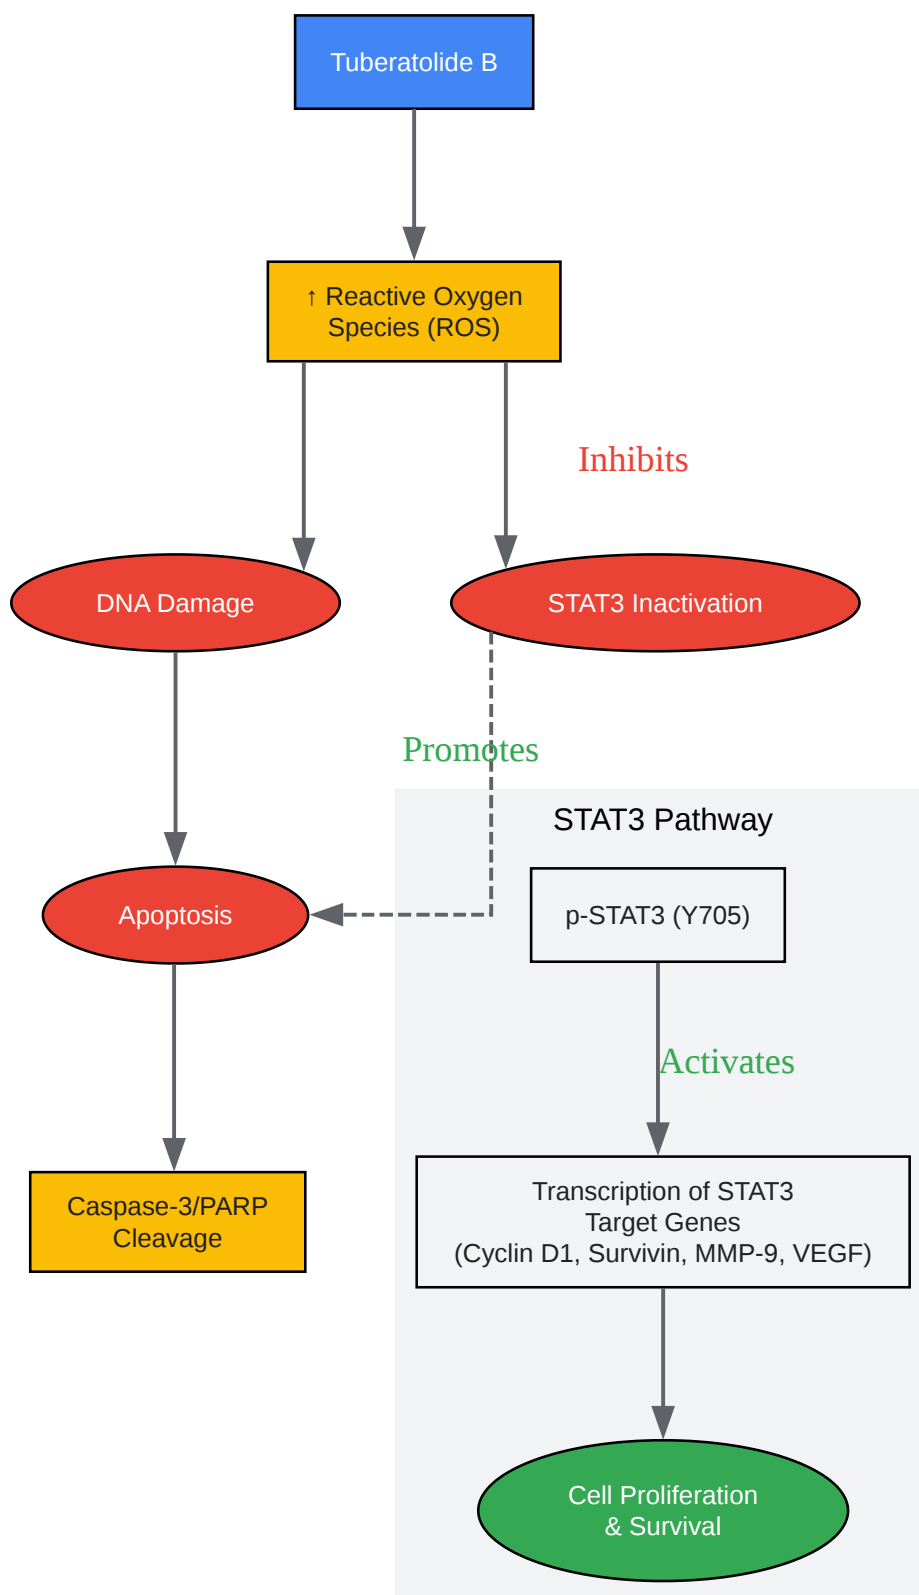 Tuberatolide B
↑ Reactive Oxygen
Species (ROS)
Inhibits
DNA Damage
STAT3 Inactivation
Promotes
STAT3 Pathway
Apoptosis
p-STAT3 (Y705)
Activates
Caspase-3/PARP
Cleavage
Transcription of STAT3
Target Genes
(Cyclin D1, Survivin, MMP-9, VEGF)
Cell Proliferation
& Survival